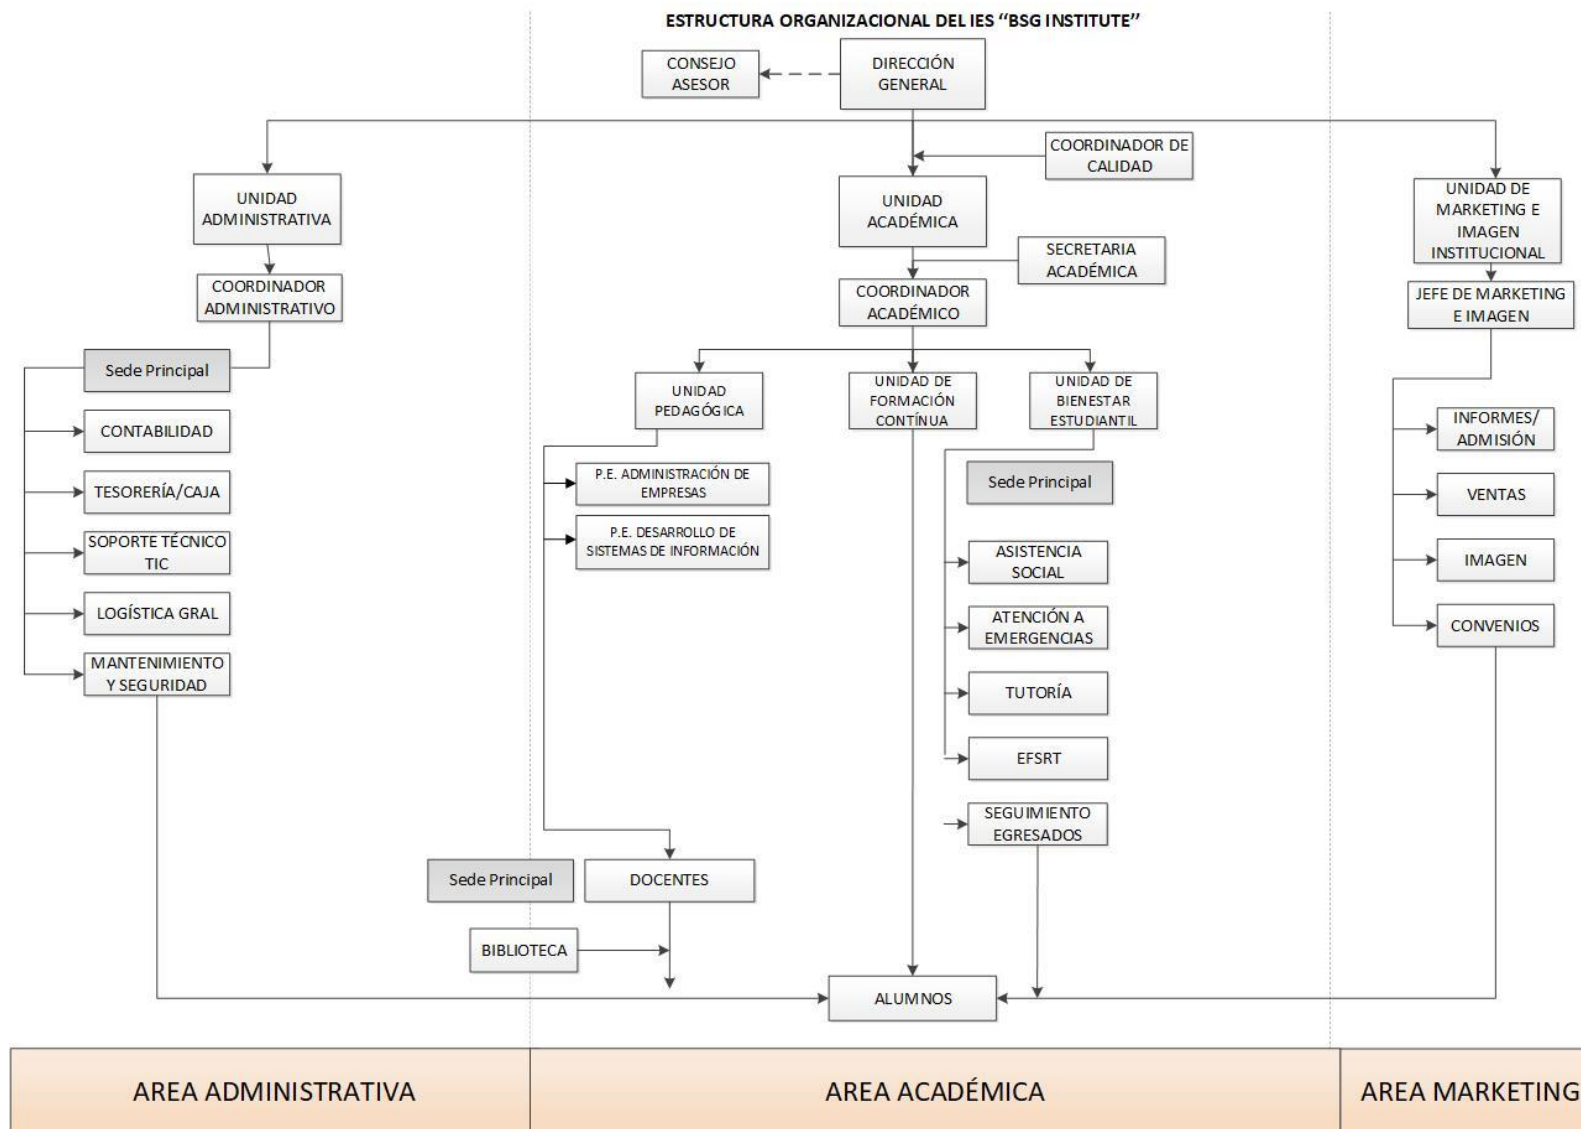 ESTRUCTURA ORGANIZACIONAL DEL IES “BSG INSTITUTE”
CONSEJO
ASESOR
DIRECCIÓN
GENERAL
COORDINADOR DE
CALIDAD
UNIDAD
ADMINISTRATIVA
UNIDAD
ACADÉMICA
UNIDAD DE
MARKETING E
IMAGEN
INSTITUCIONAL
SECRETARIA
ACADÉMICA
COORDINADOR
ADMINISTRATIVO
COORDINADOR
ACADÉMICO
JEFE DE MARKETING
E IMAGEN
Sede Principal
CONTABILIDAD
TESORERÍA/CAJA
SOPORTE TÉCNICO
TIC
LOGÍSTICA GRAL
MANTENIMIENTO
Y SEGURIDAD
UNIDAD
PEDAGÓGICA
UNIDAD DE
FORMACIÓN
CONTÍNUA
UNIDAD DE
BIENESTAR
ESTUDIANTIL
P.E. ADMINISTRACIÓN DE
EMPRESAS
P.E. DESARROLLO DE
SISTEMAS DE INFORMACIÓN
Sede Principal
ASISTENCIA
SOCIAL
ATENCIÓN A
EMERGENCIAS
TUTORÍA
EFSRT
SEGUIMIENTO
EGRESADOS
INFORMES/
ADMISIÓN
VENTAS
IMAGEN
CONVENIOS
Sede Principal
DOCENTES
BIBLIOTECA
ALUMNOS
AREA ADMINISTRATIVA
AREA ACADÉMICA
AREA MARKETING